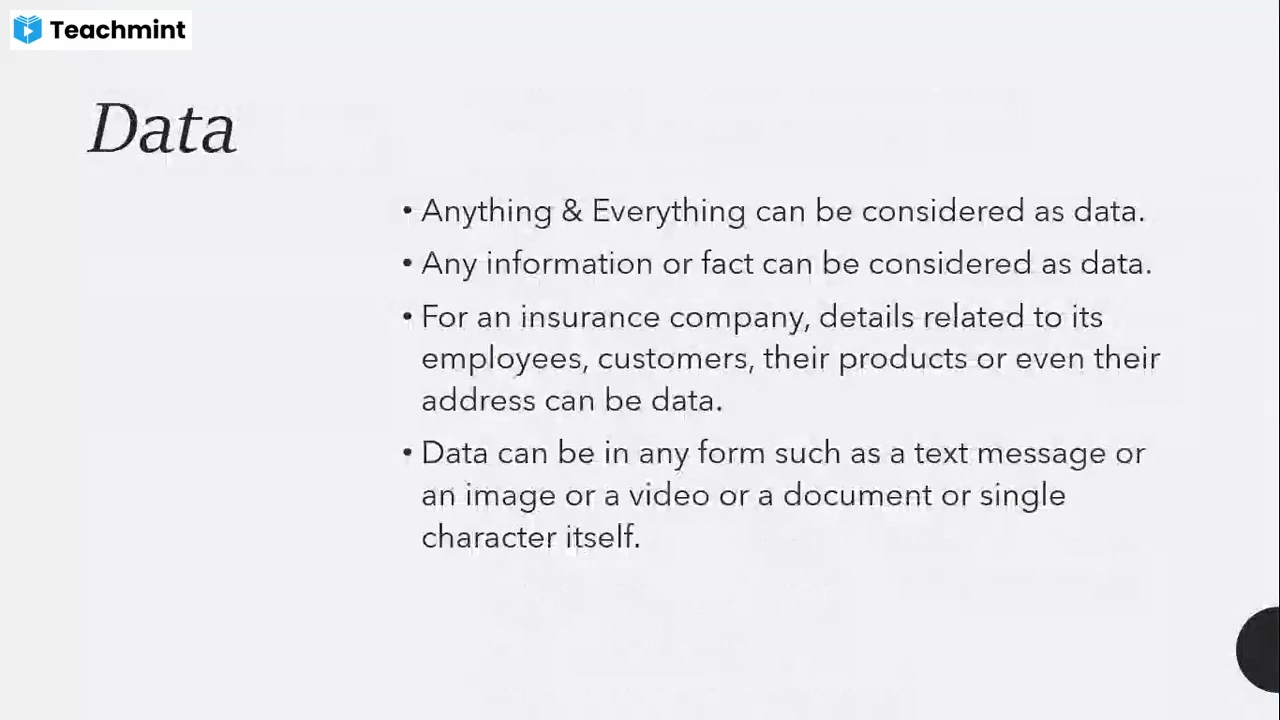 Teachmint
Data
• Anything & Everything can be considered as data.
• Any information or fact can be considered as data.
• For an insurance company, details related to its
employees, customers, their products or even their
address can be data.
• Data can be in any form such as a text message or
an image or a video or a document or single
character itself.